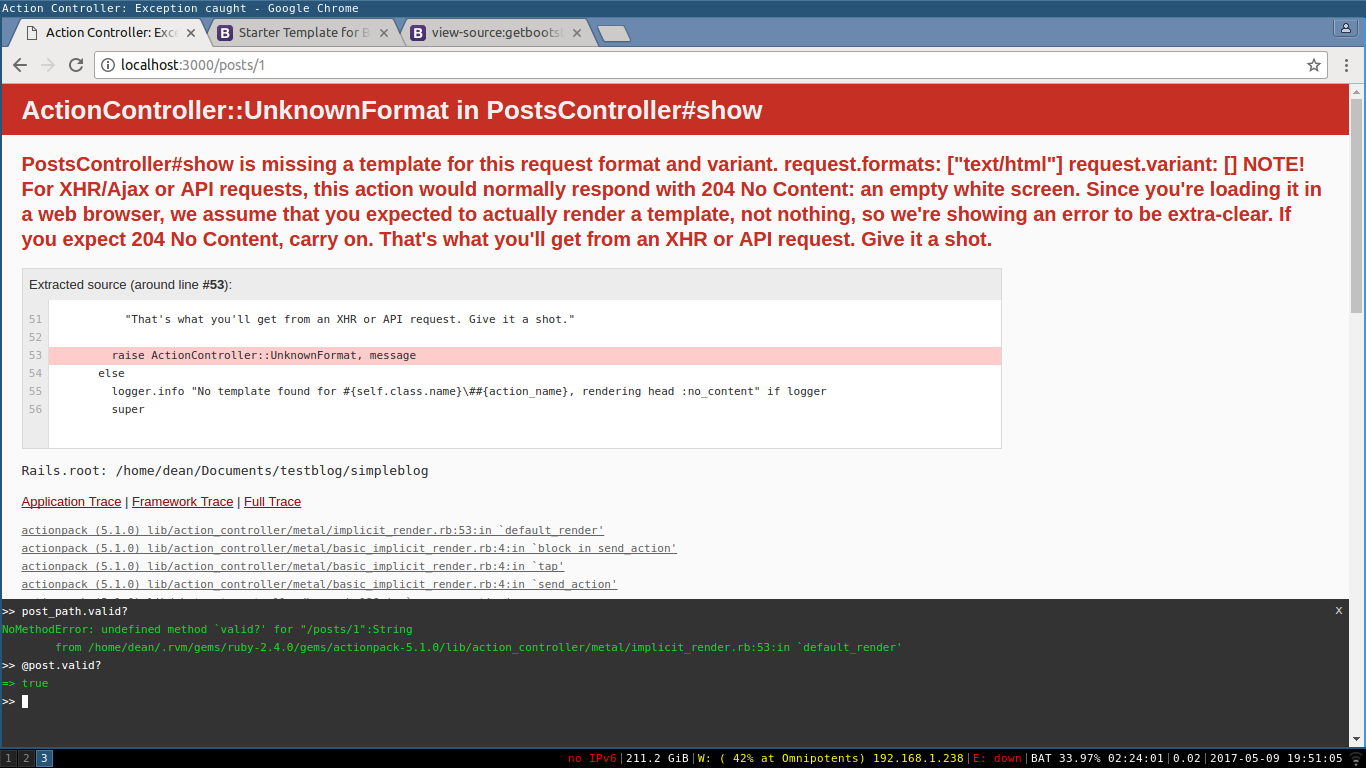 Action Controller: Exception caught - Google Chrome
Action Controller: Exce
Starter Template for B
view-source:getbootst
localhost:3000/posts/1
ActionController::UnknownFormat in PostsController#show
PostsController#show is missing a template for this request format and variant. request.formats: ["text/html"] request.variant: [] NOTE!
For XHR/Ajax or API requests, this action would normally respond with 204 No Content: an empty white screen. Since you're loading it in
a web browser, we assume that you expected to actually render a template, not nothing, so we're showing an error to be extra-clear. If
you expect 204 No Content, carry on. That's what you'll get from an XHR or API request. Give it a shot.
Extracted source (around line #53):
51 "That's what you'll get from an XHR or API request. Give it a shot."
52
53 raise ActionController::UnknownFormat, message
54 else
55 logger.info "No template found for #{self.class.name}\##{action_name}, rendering head :no_content" if logger
56 super
Rails.root: /home/dean/Documents/testblog/simpleblog
Application Trace | Framework Trace | Full Trace
actionpack (5.1.0) lib/action_controller/metal/implicit_render.rb:53:in `default_render'
actionpack (5.1.0) lib/action_controller/metal/basic_implicit_render.rb:4:in `block in send_action'
actionpack (5.1.0) lib/action_controller/metal/basic_implicit_render.rb:4:in `tap'
actionpack (5.1.0) lib/action_controller/metal/basic_implicit_render.rb:4:in `send_action'
>> post_path.valid? x
NoMethodError: undefined method `valid?' for "/posts/1":String
from /home/dean/.rvm/gems/ruby-2.4.0/gems/actionpack-5.1.0/lib/action_controller/metal/implicit_render.rb:53:in `default_render'
>> @post.valid?
=> true
>>
1 2 3 no IPv6|211.2 GiB|W: ( 42% at Omnipotents) 192.168.1.238|E: down|BAT 33.97% 02:24:01|0.02|2017-05-09 19:51:05